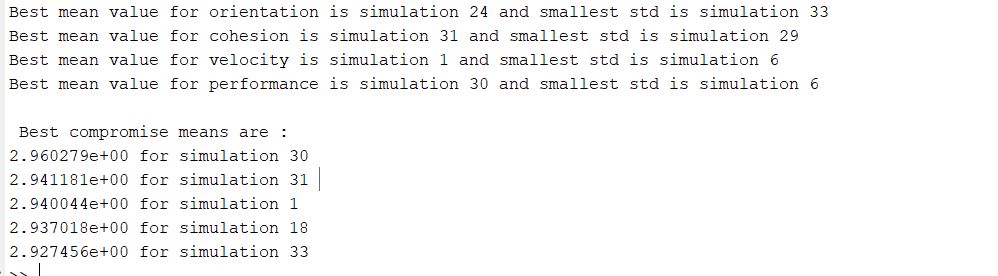 Best mean value for orientation is simulation 24 and smallest std is simulation 33
Best mean value for cohesion is simulation 31 and smallest std is simulation 29
Best mean value for velocity is simulation 1 and smallest std is simulation 6
Best mean value for performance is simulation 30 and smallest std is simulation 6
Best compromise means are :
2.960279e+00 for simulation 30
2.941181e+00 for simulation 31
2.940044e+00 for simulation 1
2.937018e+00 for simulation 18
2.927456e+00 for simulation 33
>>